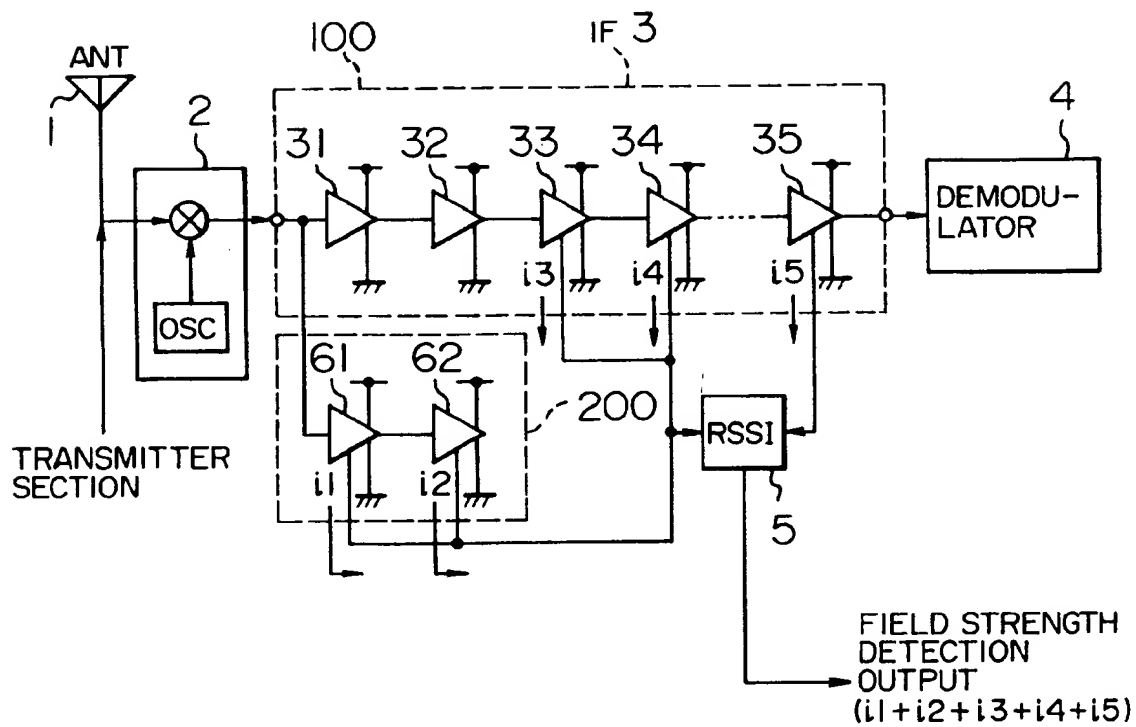 100
IF 3
ANT
1
2
31
32
33
34
35
4
DEMODU-
LATOR
OSC
i3
i4
i5
61
62
200
RSSI
5
TRANSMITTER
SECTION
i1
i2
FIELD STRENGTH
DETECTION
OUTPUT
(i1+i2+i3+i4+i5)